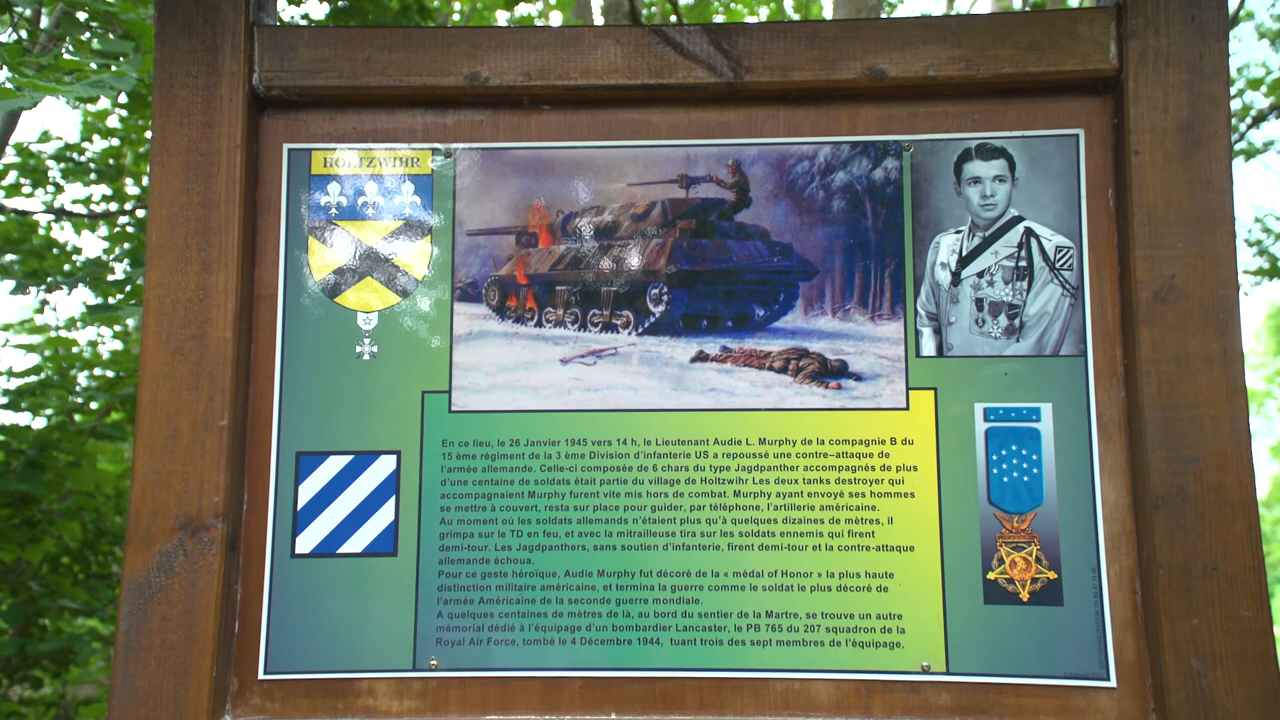 HOLTZWIHR
En ce lieu, le 26 Janvier 1945 vers 14 h, le Lieutenant Audie L. Murphy de la compagnie B du
15 ème régiment de la 3 ème Division d'infanterie US a repoussé une contre–attaque de
l'armée allemande. Celle-ci composée de 6 chars du type Jagdpanther accompagnés de plus
d'une centaine de soldats était partie du village de Holtzwihr Les deux tanks destroyer qui
accompagnaient Murphy furent vite mis hors de combat. Murphy ayant envoyé ses hommes
se mettre à couvert, resta sur place pour guider, par téléphone, l'artillerie américaine.
Au moment où les soldats allemands n'étaient plus qu'à quelques dizaines de mètres, il
grimpa sur le TD en feu, et avec la mitrailleuse tira sur les soldats ennemis qui firent
demi-tour. Les Jagdpanthers, sans soutien d'infanterie, firent demi-tour et la contre-attaque
allemande échoua.
Pour ce geste héroïque, Audie Murphy fut décoré de la « médal of Honor » la plus haute
distinction militaire américaine, et termina la guerre comme le soldat le plus décoré de
l'armée Américaine de la seconde guerre mondiale.
A quelques centaines de mètres de là, au bord du sentier de la Martre, se trouve un autre
mémorial dédié à l'équipage d'un bombardier Lancaster, le PB 765 du 207 squadron de la
Royal Air Force, tombé le 4 Décembre 1944, tuant trois des sept membres de l'équipage,